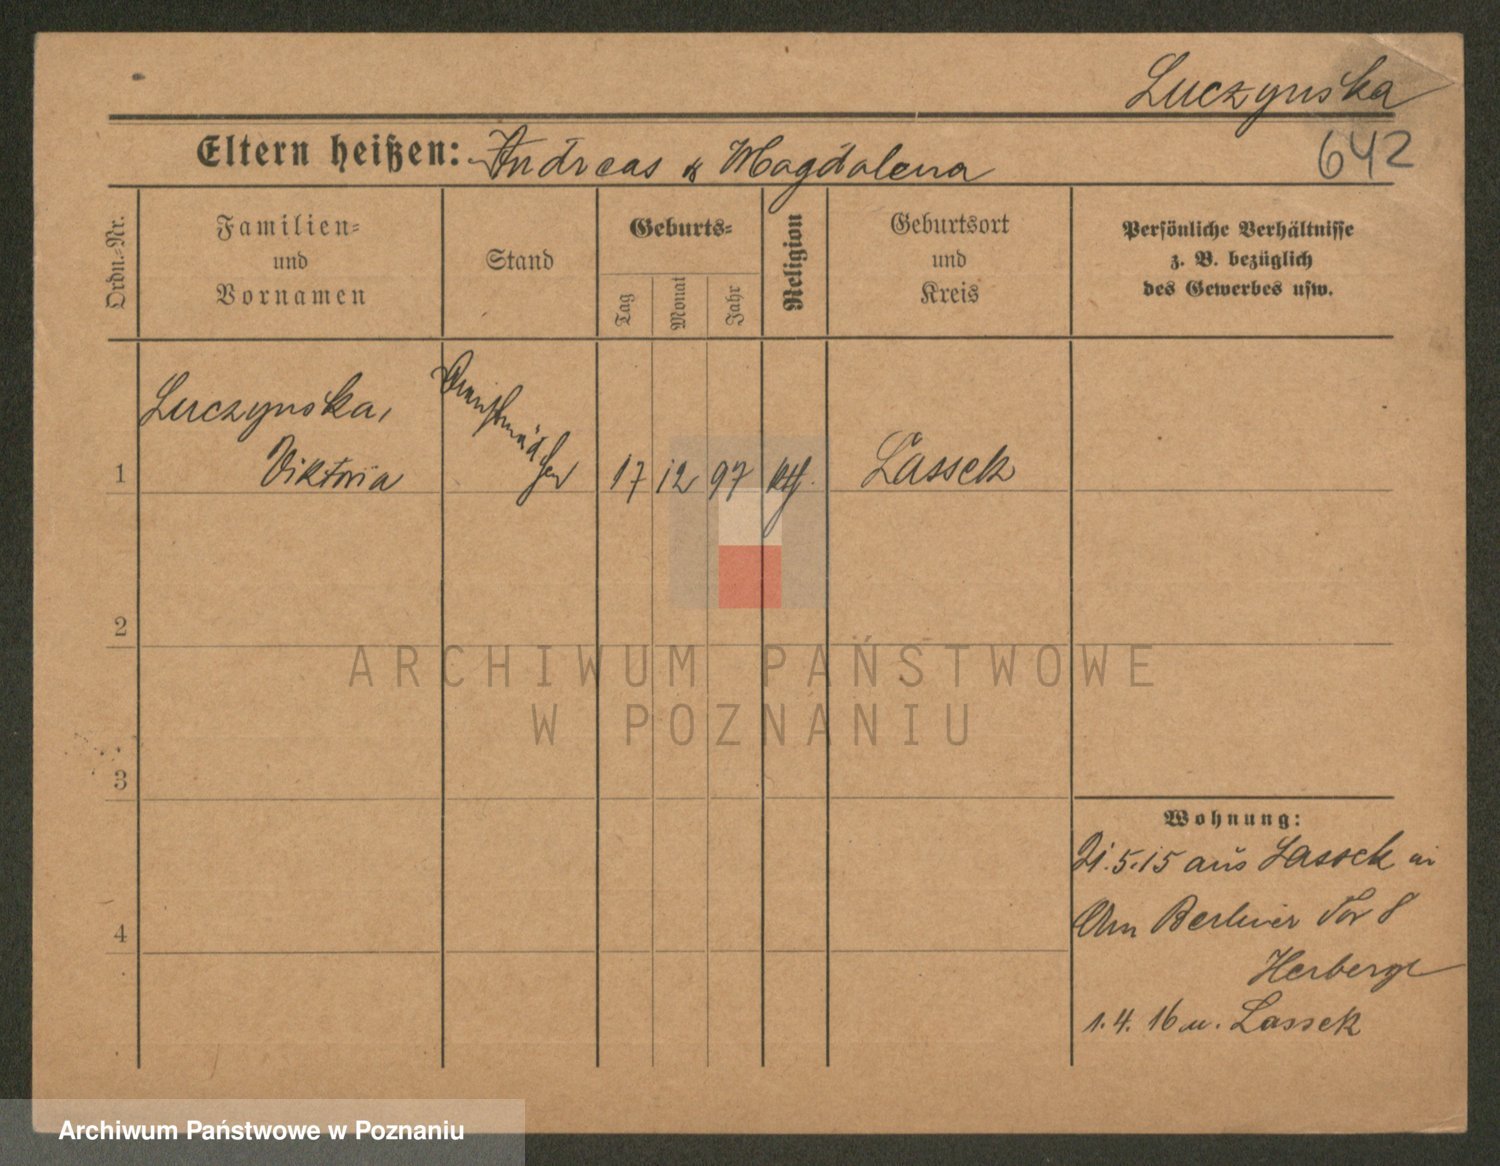 Luczynska
642
Eltern heißen: Andreas & Magdalena
Ordn.-Nr.
Familien-
und
Vornamen
Stand
Geburts-
Tag
Monat
Jahr
Religion
Geburtsort
und
Kreis
Persönliche Verhältnisse
z. B. bezüglich
des Gewerbes usw.
1
Luczynska,
Viktoria
Dienstmädchen
17 12 97 kth. Lassek
2
3
4
Wohnung:
21.5.15 aus Lassek in
Am Berliner Tor 8
Herberge
1.4.16 n. Lassek
ARCHIWUM PAŃSTWOWE
W POZNANIU
Archiwum Państwowe w Poznaniu